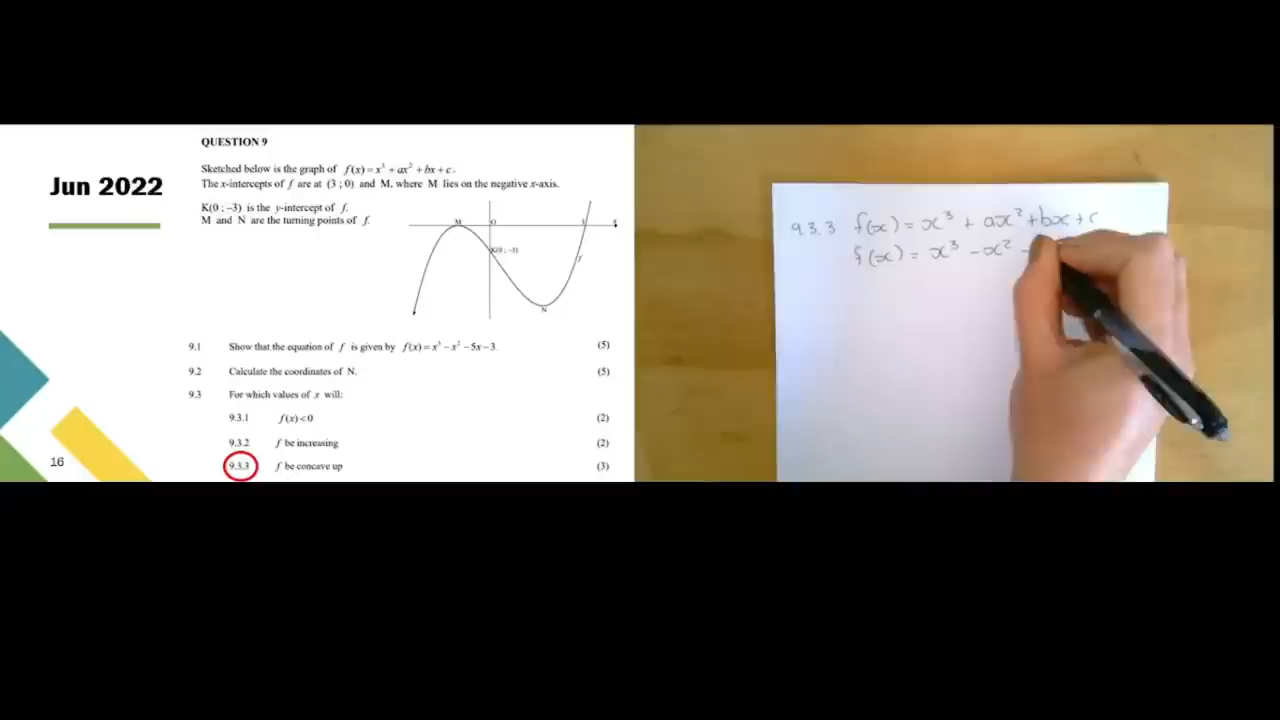 Jun 2022
16
QUESTION 9
Sketched below is the graph of f(x) = x³ + ax² + bx + c.
The x-intercepts of f are at (3 ; 0) and M, where M lies on the negative x-axis.
K(0 ; −3) is the y-intercept of f.
M and N are the turning points of f.
M
O
K(0 ; −3)
f
N
9.1 Show that the equation of f is given by f(x) = x³ − x² − 5x − 3. (5)
9.2 Calculate the coordinates of N. (5)
9.3 For which values of x will:
9.3.1 f(x) < 0 (2)
9.3.2 f be increasing (2)
9.3.3 f be concave up (3)
9.3.3 f(x) = x³ + ax² + bx + c
f(x) = x³ − x² −